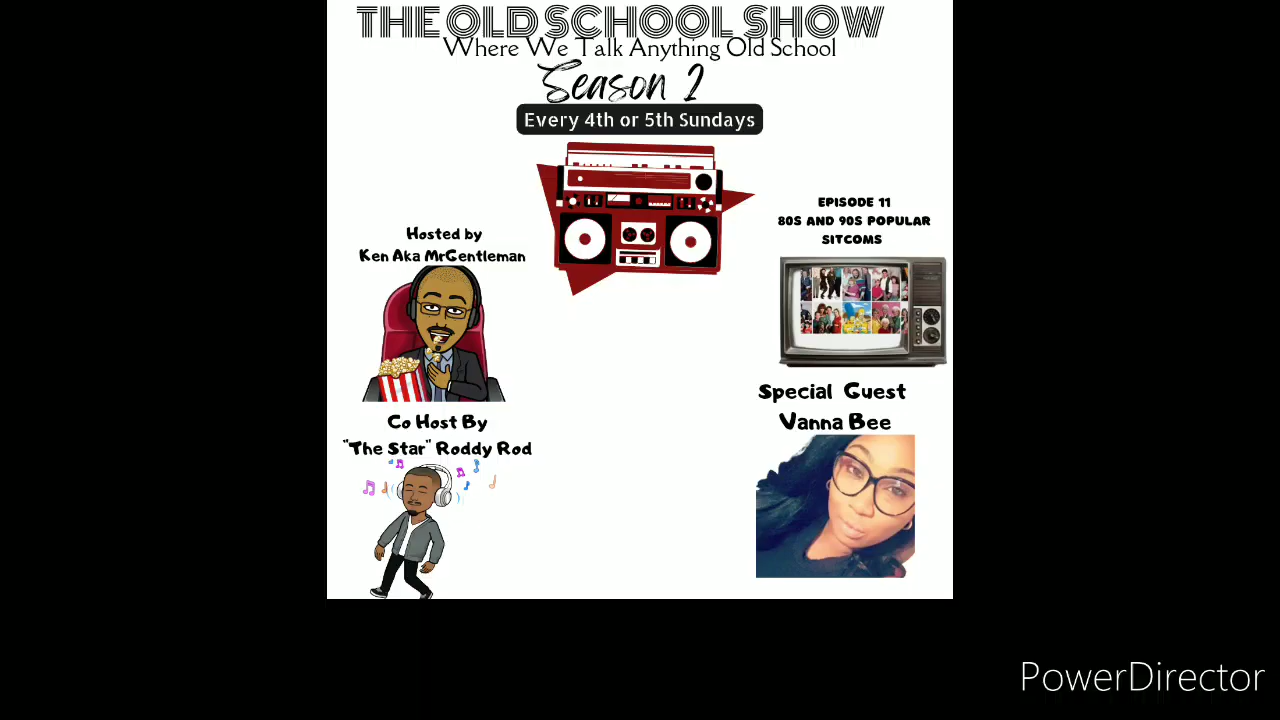 THE OLD SCHOOL SHOW
Where We Talk Anything Old School
Season 2
Every 4th or 5th Sundays
EPISODE 11
80S AND 90S POPULAR
SITCOMS
Hosted by
Ken Aka MrGentleman
Special Guest
Vanna Bee
Co Host By
"The Star" Roddy Rod
PowerDirector